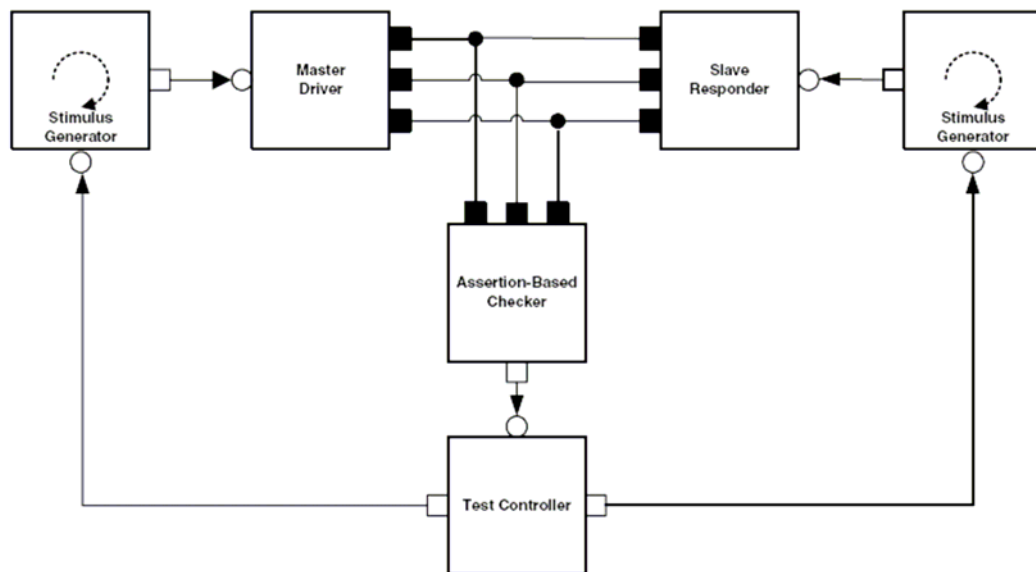 Stimulus
Generator
Master
Driver
Slave
Responder
Stimulus
Generator
Assertion-Based
Checker
Test Controller